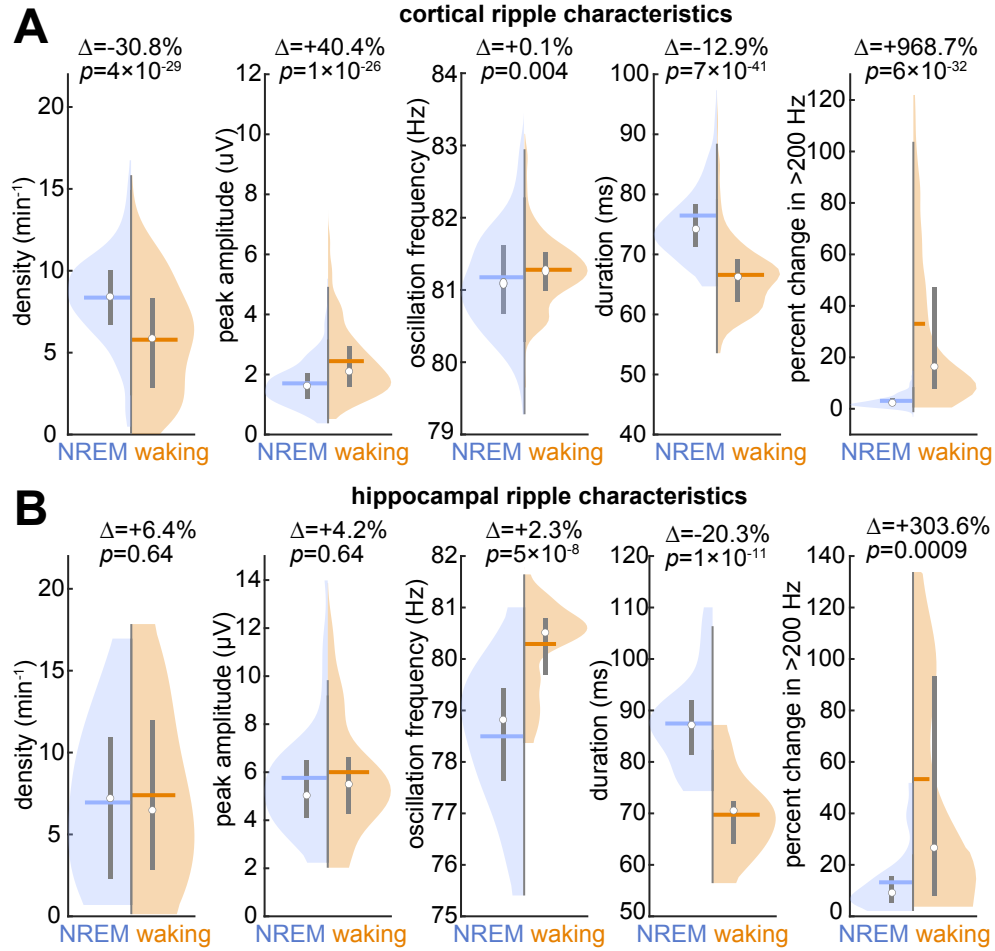 A
cortical ripple characteristics
Δ=-30.8%
p=4×10⁻²⁹
Δ=+40.4%
p=1×10⁻²⁶
Δ=+0.1%
p=0.004
Δ=-12.9%
p=7×10⁻⁴¹
Δ=+968.7%
p=6×10⁻³²
density (min⁻¹)
20
15
10
5
0
NREM waking
peak amplitude (uV)
12
10
8
6
4
2
0
NREM waking
oscillation frequency (Hz)
84
83
82
81
80
79
NREM waking
duration (ms)
100
90
80
70
60
50
40
NREM waking
percent change in >200 Hz
120
100
80
60
40
20
0
NREM waking
B
hippocampal ripple characteristics
Δ=+6.4%
p=0.64
Δ=+4.2%
p=0.64
Δ=+2.3%
p=5×10⁻⁸
Δ=-20.3%
p=1×10⁻¹¹
Δ=+303.6%
p=0.0009
density (min⁻¹)
20
15
10
5
0
NREM waking
peak amplitude (µV)
14
12
10
8
6
4
2
0
NREM waking
oscillation frequency (Hz)
82
81
80
79
78
77
76
75
NREM waking
duration (ms)
120
110
100
90
80
70
60
50
NREM waking
percent change in >200 Hz
140
120
100
80
60
40
20
0
NREM waking